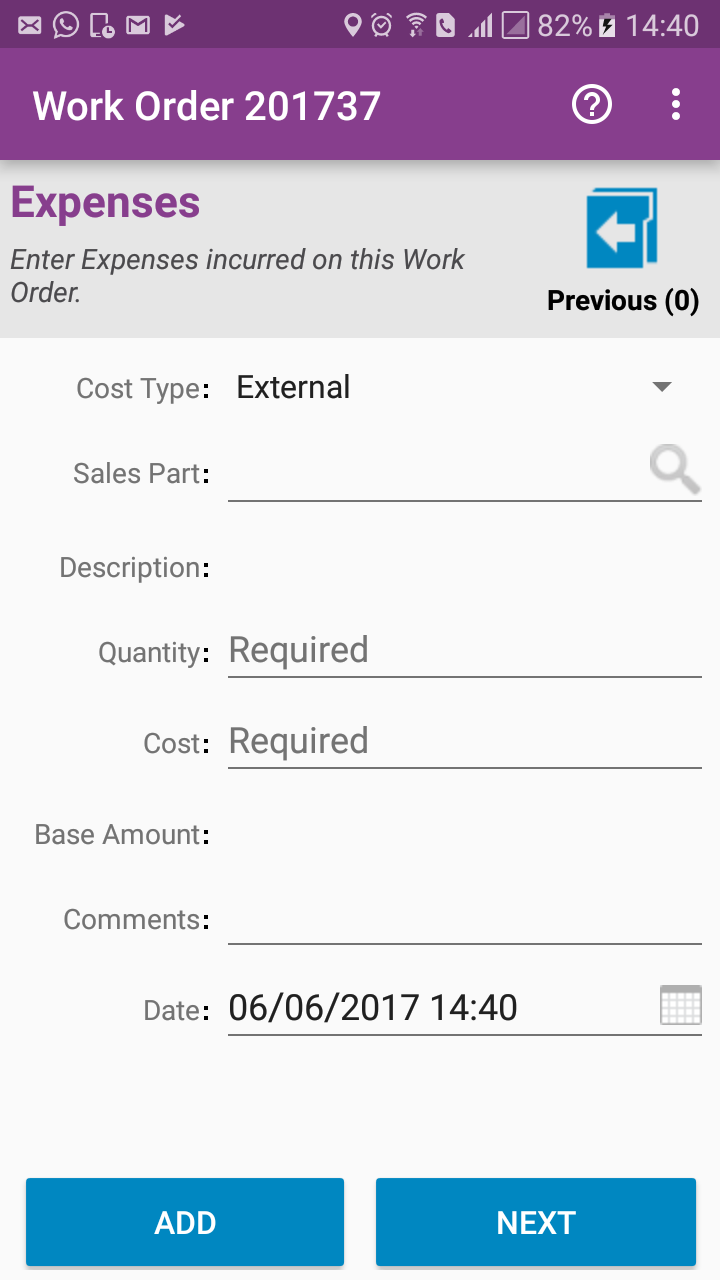 82% 14:40
Work Order 201737
Expenses
Enter Expenses incurred on this Work
Order.
Previous (0)
Cost Type: External
Sales Part:
Description:
Quantity: Required
Cost: Required
Base Amount:
Comments:
Date: 06/06/2017 14:40
ADD NEXT